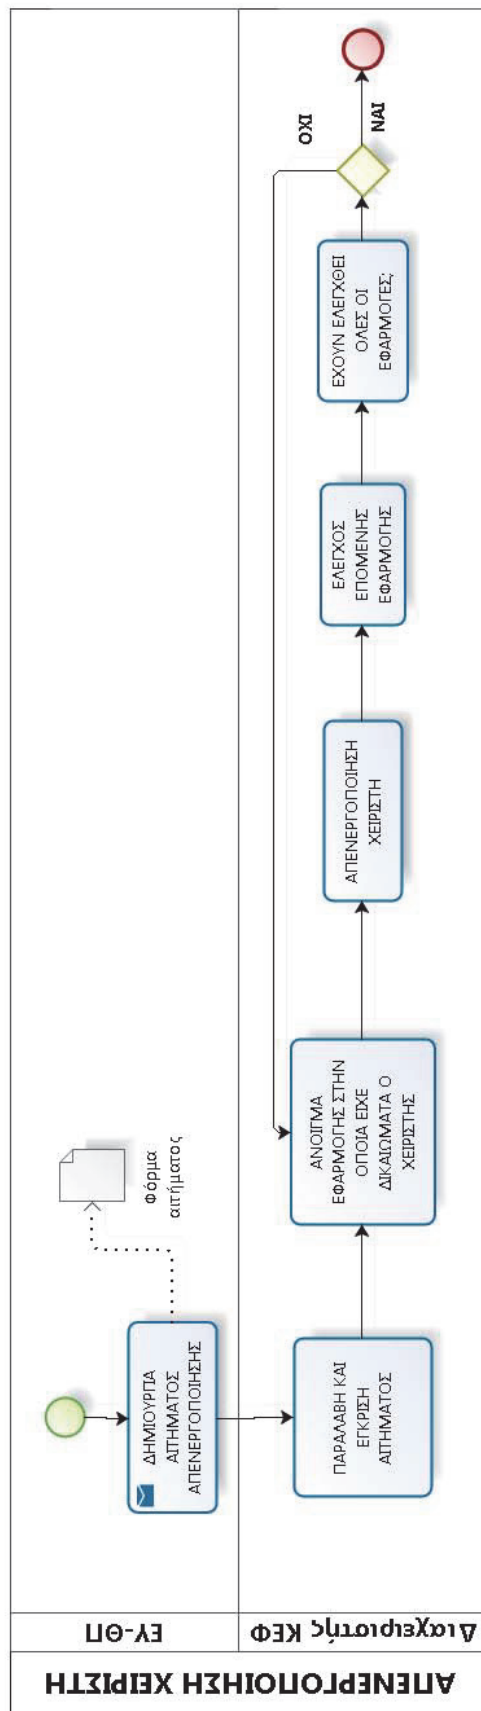 ΑΠΕΝΕΡΓΟΠΟΙΗΣΗ ΧΕΙΡΙΣΤΗ
ΕΥ-ΘΠ
ΔΗΜΙΟΥΡΓΙΑ
ΑΙΤΗΜΑΤΟΣ
ΑΠΕΝΕΡΓΟΠΟΙΗΣΗΣ
Φόρμα
αιτήματος
Διαχειριστής ΚΕΦ
ΠΑΡΑΛΑΒΗ ΚΑΙ
ΕΓΚΡΙΣΗ
ΑΙΤΗΜΑΤΟΣ
ΑΝΟΙΓΜΑ
ΕΦΑΡΜΟΓΗΣ ΣΤΗΝ
ΟΠΟΙΑ ΕΙΧΕ
ΔΙΚΑΙΩΜΑΤΑ Ο
ΧΕΙΡΙΣΤΗΣ
ΑΠΕΝΕΡΓΟΠΟΙΗΣΗ
ΧΕΙΡΙΣΤΗ
ΕΛΕΓΧΟΣ
ΕΠΟΜΕΝΗΣ
ΕΦΑΡΜΟΓΗΣ
ΕΧΟΥΝ ΕΛΕΓΧΘΕΙ
ΟΛΕΣ ΟΙ
ΕΦΑΡΜΟΓΕΣ;
ΟΧΙ
ΝΑΙ